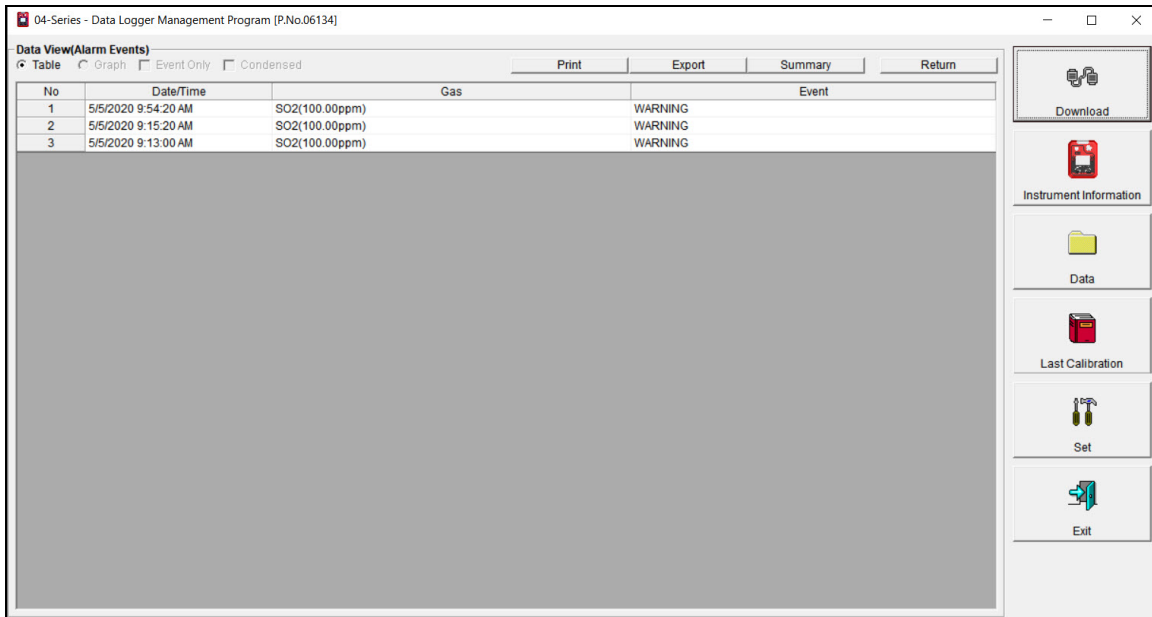 04-Series - Data Logger Management Program [P.No.06134]
Data View(Alarm Events)
Table Graph Event Only Condensed Print Export Summary Return
No Date/Time Gas Event
1 5/5/2020 9:54:20 AM SO2(100.00ppm) WARNING
2 5/5/2020 9:15:20 AM SO2(100.00ppm) WARNING
3 5/5/2020 9:13:00 AM SO2(100.00ppm) WARNING
Download
Instrument Information
Data
Last Calibration
Set
Exit